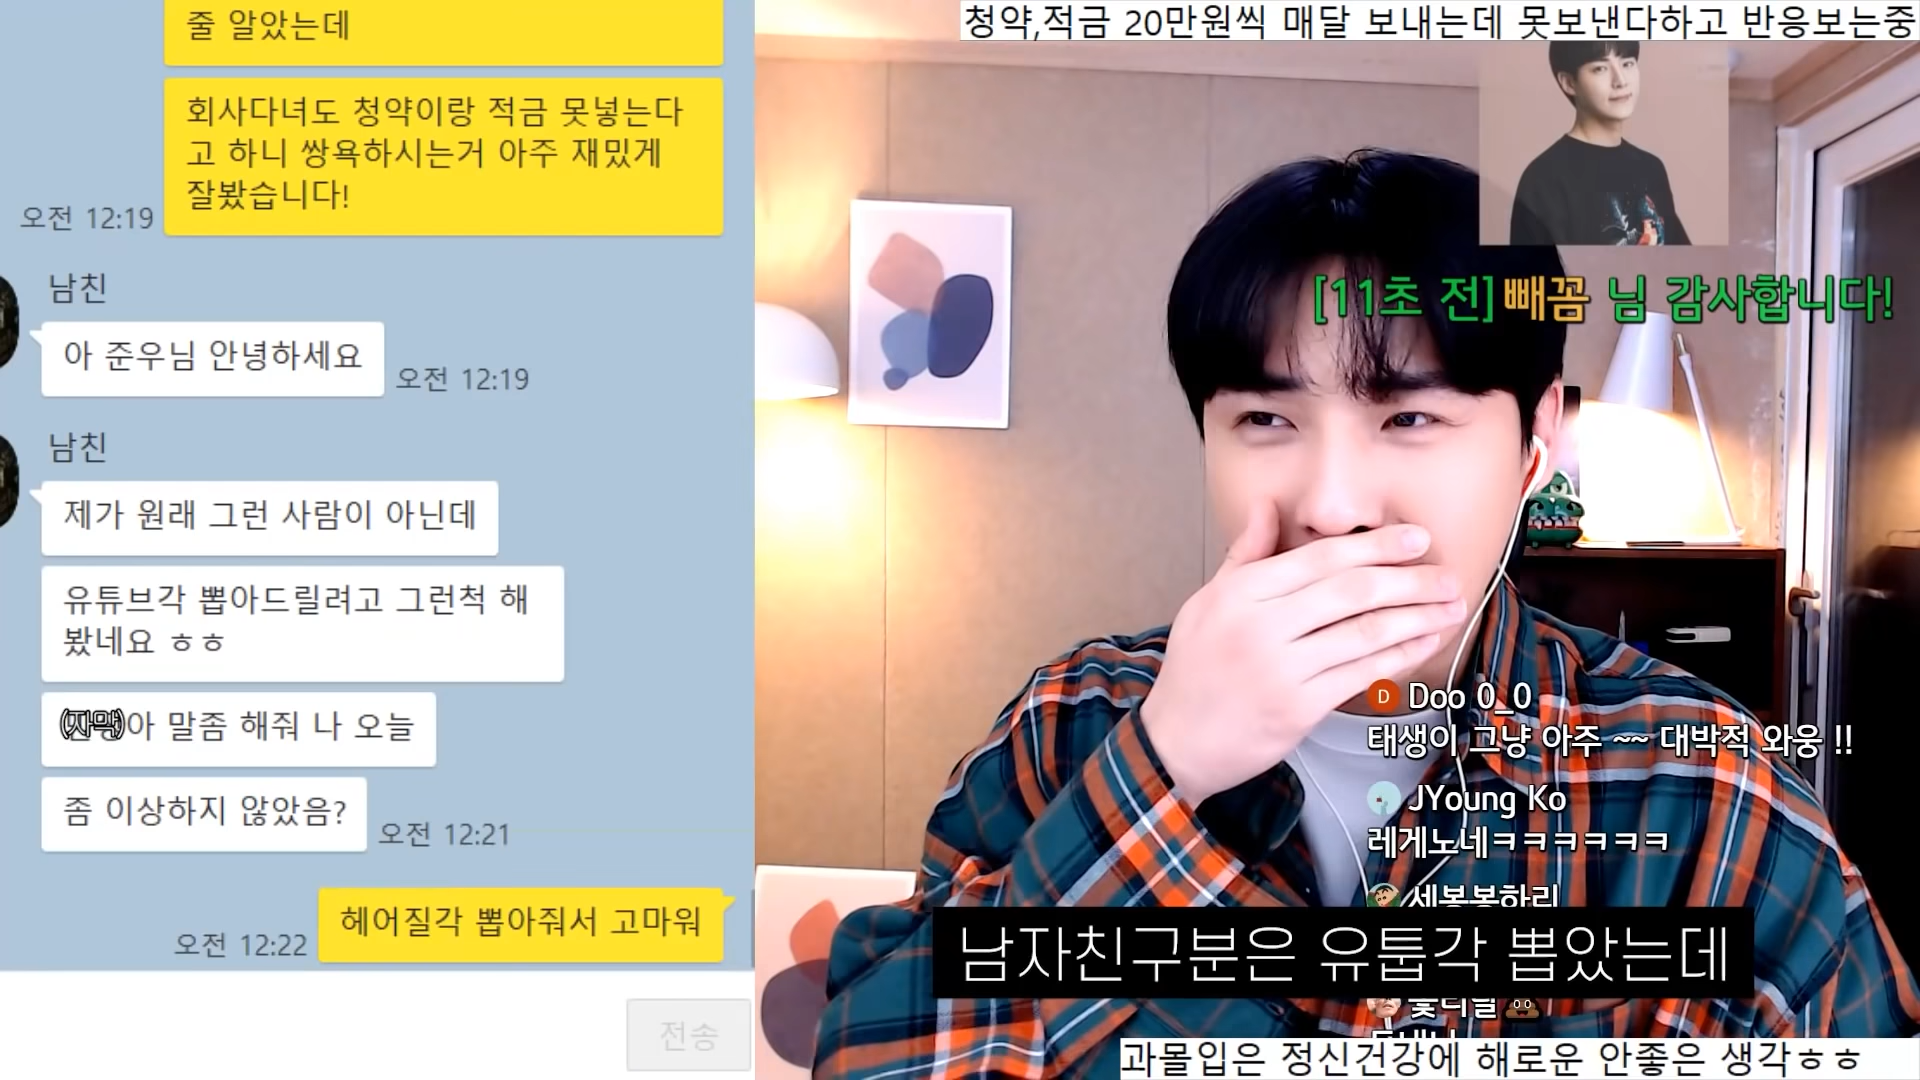 줄 알았는데
회사다녀도 청약이랑 적금 못넣는다
고 하니 쌍욕하시는거 아주 재밌게
잘봤습니다!
오전 12:19
남친
아 준우님 안녕하세요
오전 12:19
남친
제가 원래 그런 사람이 아닌데
유튜브각 뽑아드릴려고 그런척 해
봤네요 ㅎㅎ
(자막)아 말좀 해줘 나 오늘
좀 이상하지 않았음?
오전 12:21
헤어질각 뽑아줘서 고마워
오전 12:22
전송
청약,적금 20만원씩 매달 보내는데 못보낸다하고 반응보는중
[11초 전]빼꼼 님 감사합니다!
D Doo 0_0
태생이 그냥 아주 ~~ 대박적 와웅 !!
JYoung Ko
레게노네ㅋㅋㅋㅋㅋㅋ
세봉봉하리
남자친구분은 유툽각 뽑았는데
과몰입은 정신건강에 해로운 안좋은 생각ㅎㅎ